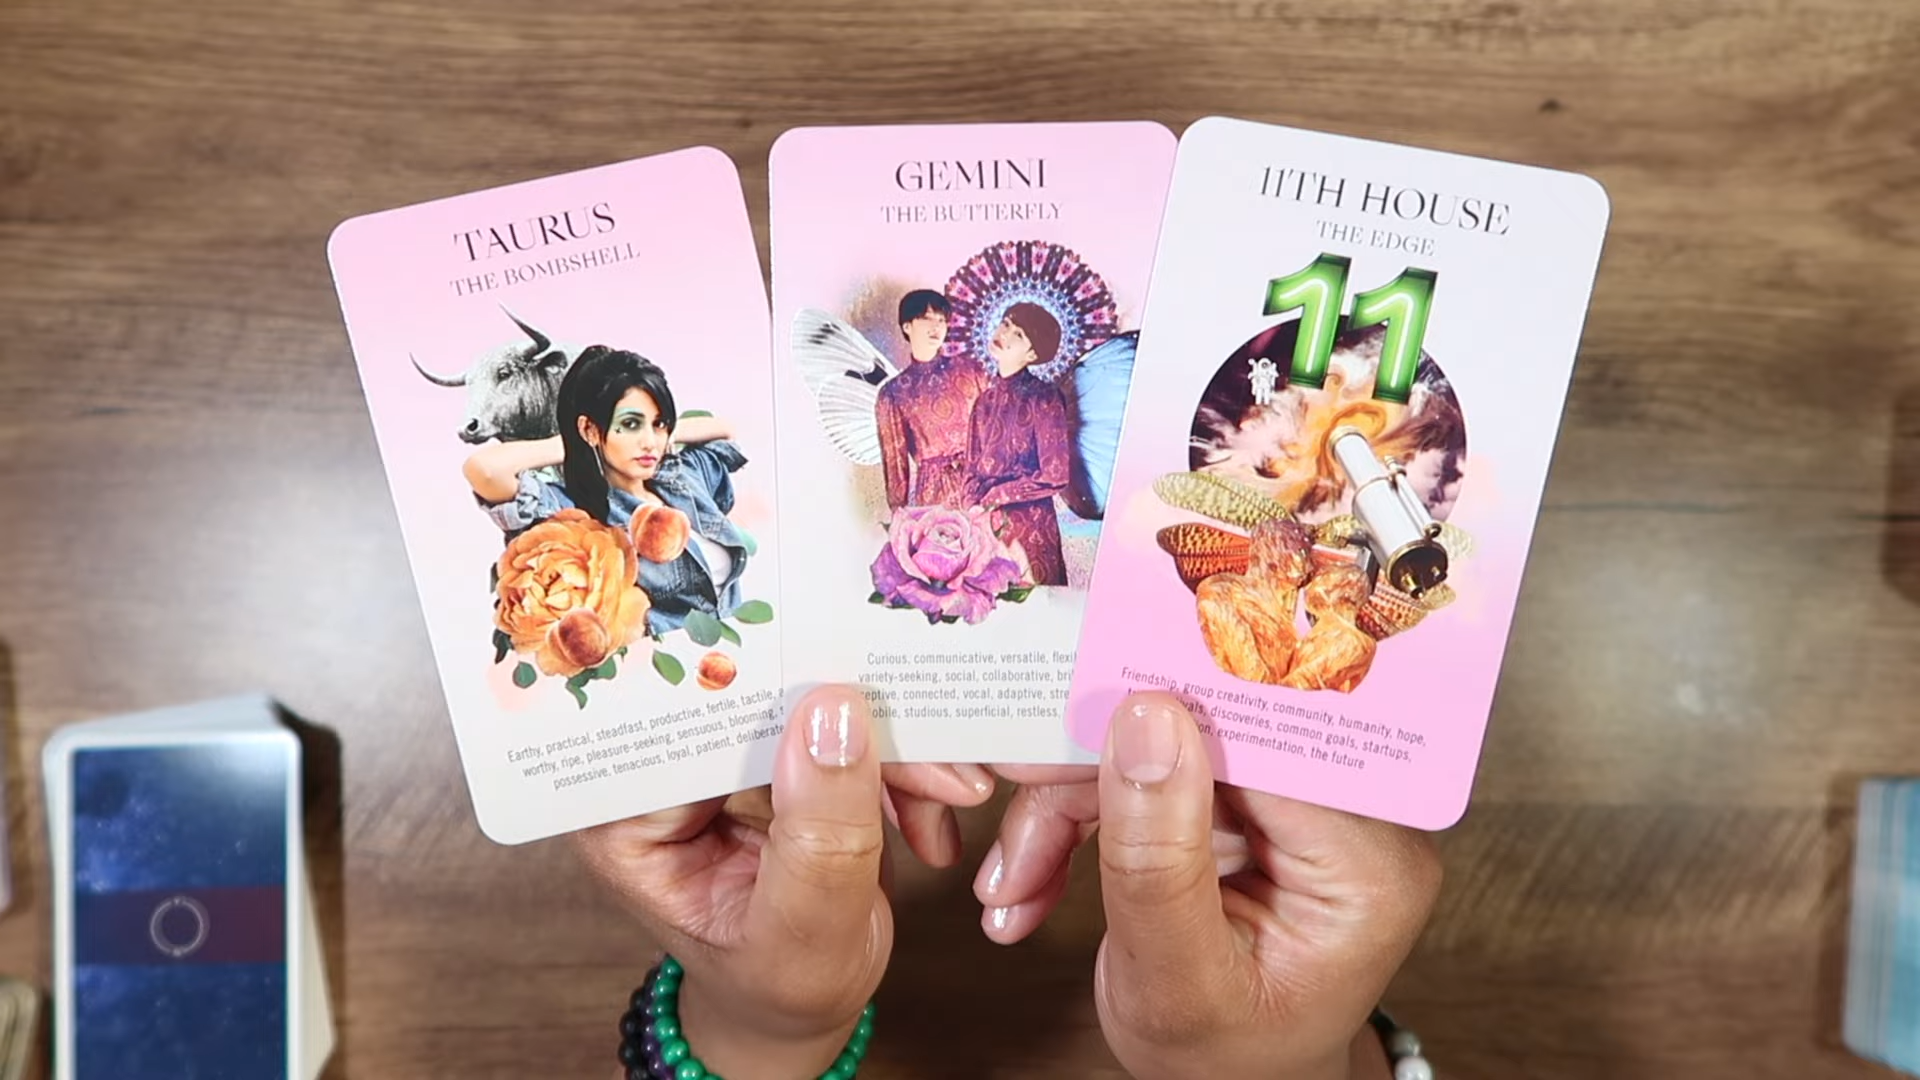 TAURUS
THE BOMBSHELL
Earthy, practical, steadfast, productive, fertile, tactile,
worthy, ripe, pleasure-seeking, sensuous, blooming,
possessive, tenacious, loyal, patient, deliberate
GEMINI
THE BUTTERFLY
Curious, communicative, versatile,
variety-seeking, social, collaborative,
connected, vocal, adaptive,
studious, superficial, restless,
11TH HOUSE
THE EDGE
11
Friendship, group creativity, community, humanity, hope,
discoveries, common goals, startups,
experimentation, the future